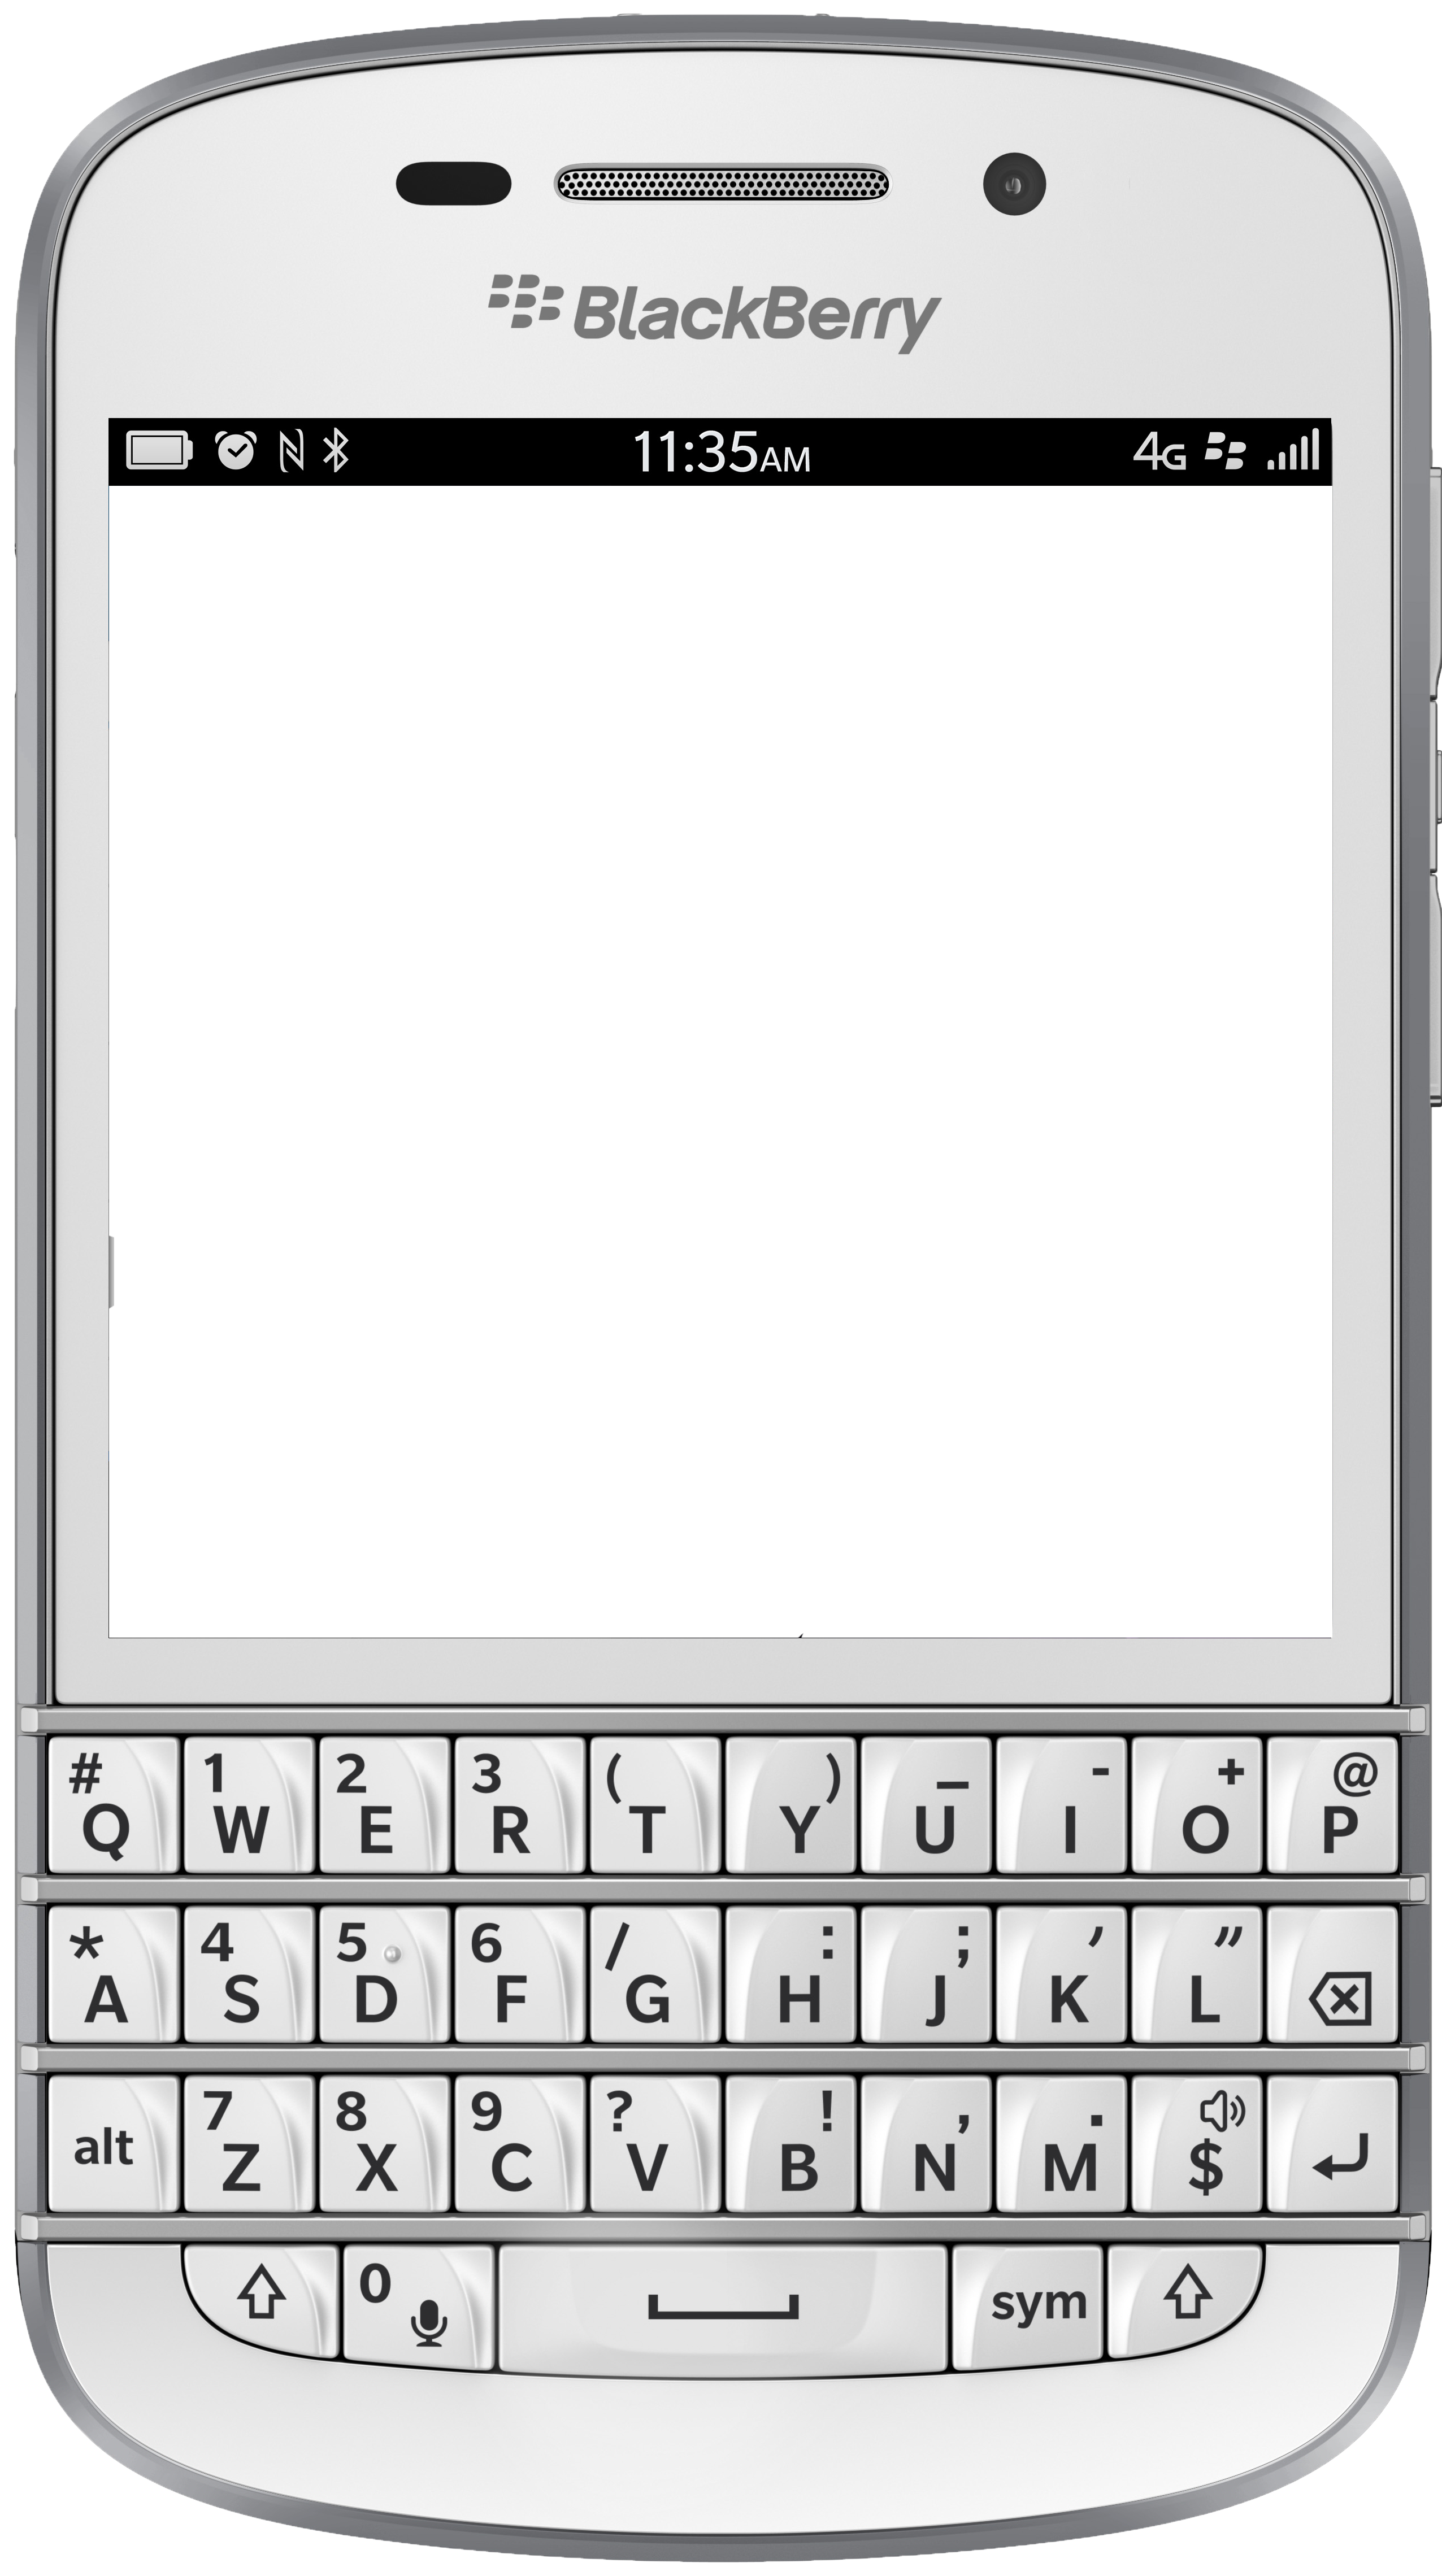 BlackBerry
11:35AM 4G
# 1 2 3 ( ) _ - + @
Q W E R T Y U I O P
* 4 5 6 / : ; ’ ”
A S D F G H J K L
7 8 9 ? ! , .
alt Z X C V B N M $
0 sym